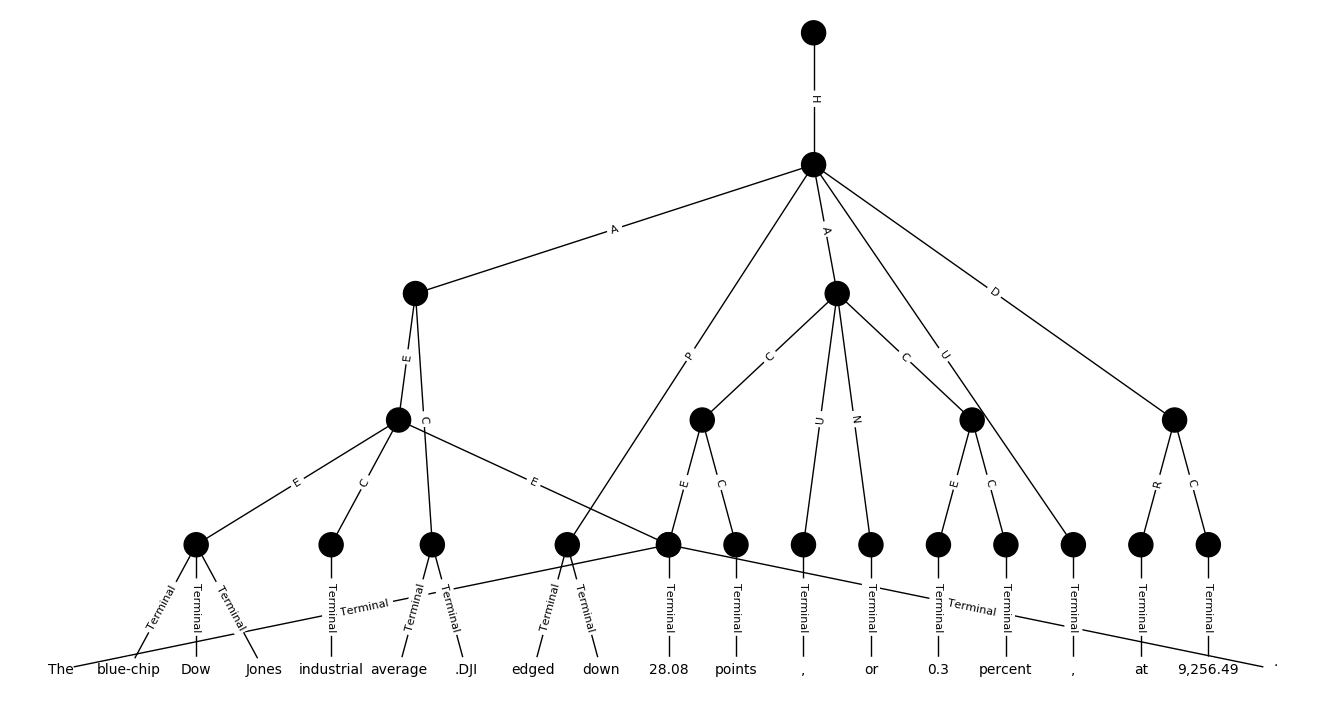 H
A
A
D
E
P
C
C
U
C
U
N
E
C
E
E
C
E
C
R
C
Terminal Terminal Terminal Terminal Terminal Terminal Terminal Terminal Terminal Terminal Terminal Terminal Terminal Terminal Terminal Terminal Terminal Terminal Terminal
The blue-chip Dow Jones industrial average .DJI edged down 28.08 points , or 0.3 percent , at 9,256.49 .